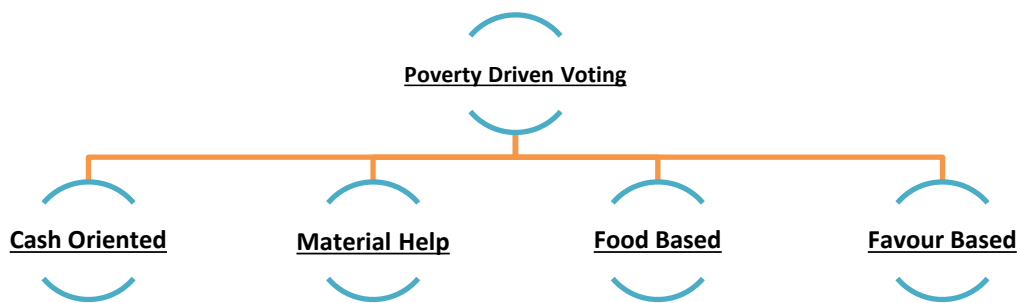 Poverty Driven Voting
Cash Oriented
Material Help
Food Based
Favour Based